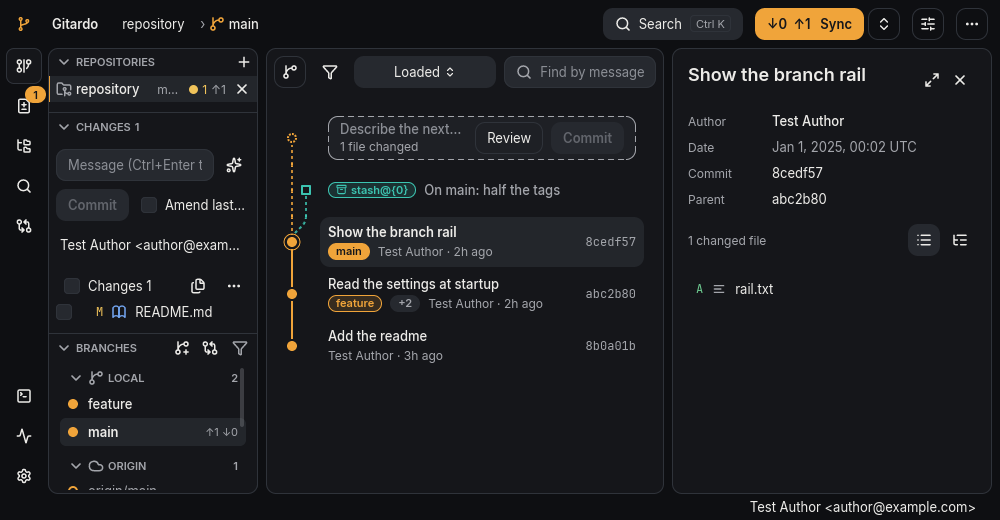 Gitardo repository › main
Search Ctrl K
↓0 ↑1 Sync
1
REPOSITORIES
repository m… 1 ↑1
CHANGES 1
Message (Ctrl+Enter t
Commit Amend last…
Test Author <author@exam…
Changes 1
M README.md
BRANCHES
LOCAL 2
feature
main ↑1 ↓0
ORIGIN 1
origin/main
Loaded
Find by message
Describe the next…
1 file changed
Review Commit
stash@{0} On main: half the tags
Show the branch rail
main Test Author · 2h ago
8cedf57
Read the settings at startup
feature +2 Test Author · 2h ago
abc2b80
Add the readme
Test Author · 3h ago
8b0a01b
Show the branch rail
Author Test Author
Date Jan 1, 2025, 00:02 UTC
Commit 8cedf57
Parent abc2b80
1 changed file
A rail.txt
Test Author <author@example.com>